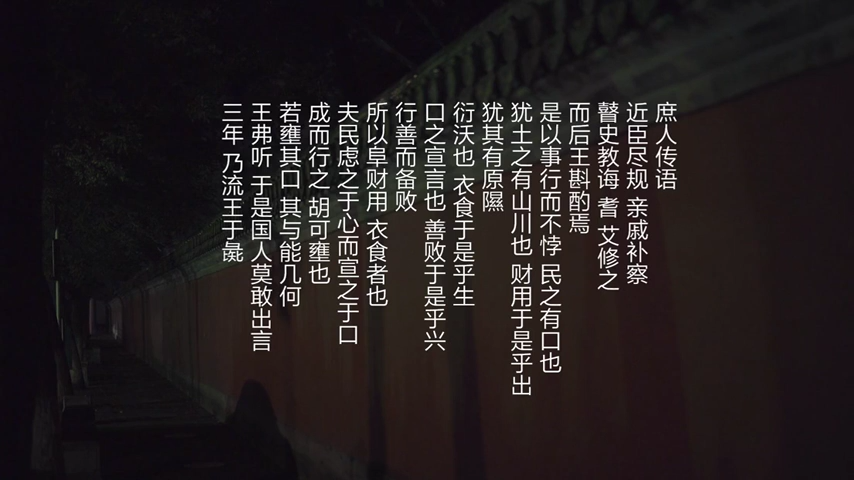 庶人传语
近臣尽规 亲戚补察
瞽史教诲 耆 艾修之
而后王斟酌焉
是以事行而不悖 民之有口也
犹土之有山川也 财用于是乎出
犹其有原隰
衍沃也 衣食于是乎生
口之宣言也 善败于是乎兴
行善而备败
所以阜财用 衣食者也
夫民虑之于心而宣之于口
成而行之 胡可壅也
若壅其口 其与能几何
王弗听 于是国人莫敢出言
三年 乃流王于彘